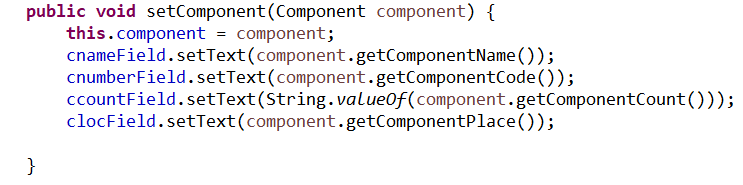 public void setComponent(Component component) {
    this.component = component;
    cnameField.setText(component.getComponentName());
    cnumberField.setText(component.getComponentCode());
    ccountField.setText(String.valueOf(component.getComponentCount()));
    clocField.setText(component.getComponentPlace());
}